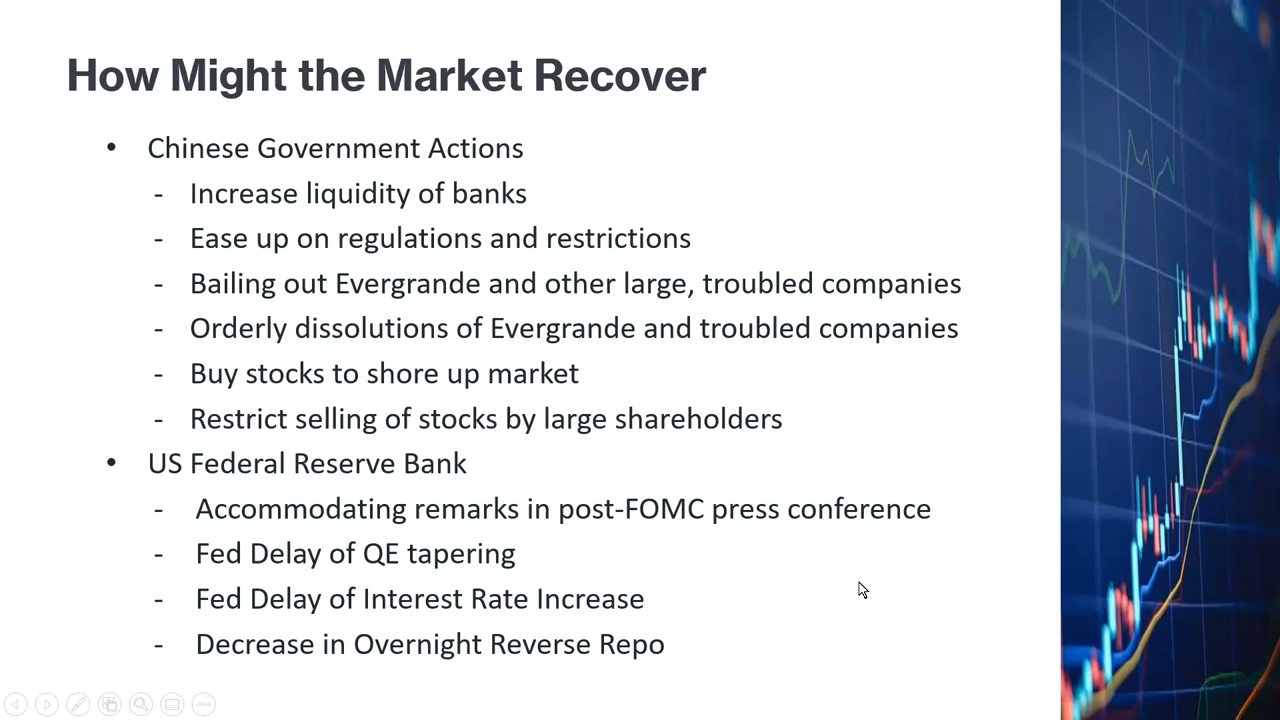 How Might the Market Recover
• Chinese Government Actions
- Increase liquidity of banks
- Ease up on regulations and restrictions
- Bailing out Evergrande and other large, troubled companies
- Orderly dissolutions of Evergrande and troubled companies
- Buy stocks to shore up market
- Restrict selling of stocks by large shareholders
• US Federal Reserve Bank
- Accommodating remarks in post-FOMC press conference
- Fed Delay of QE tapering
- Fed Delay of Interest Rate Increase
- Decrease in Overnight Reverse Repo